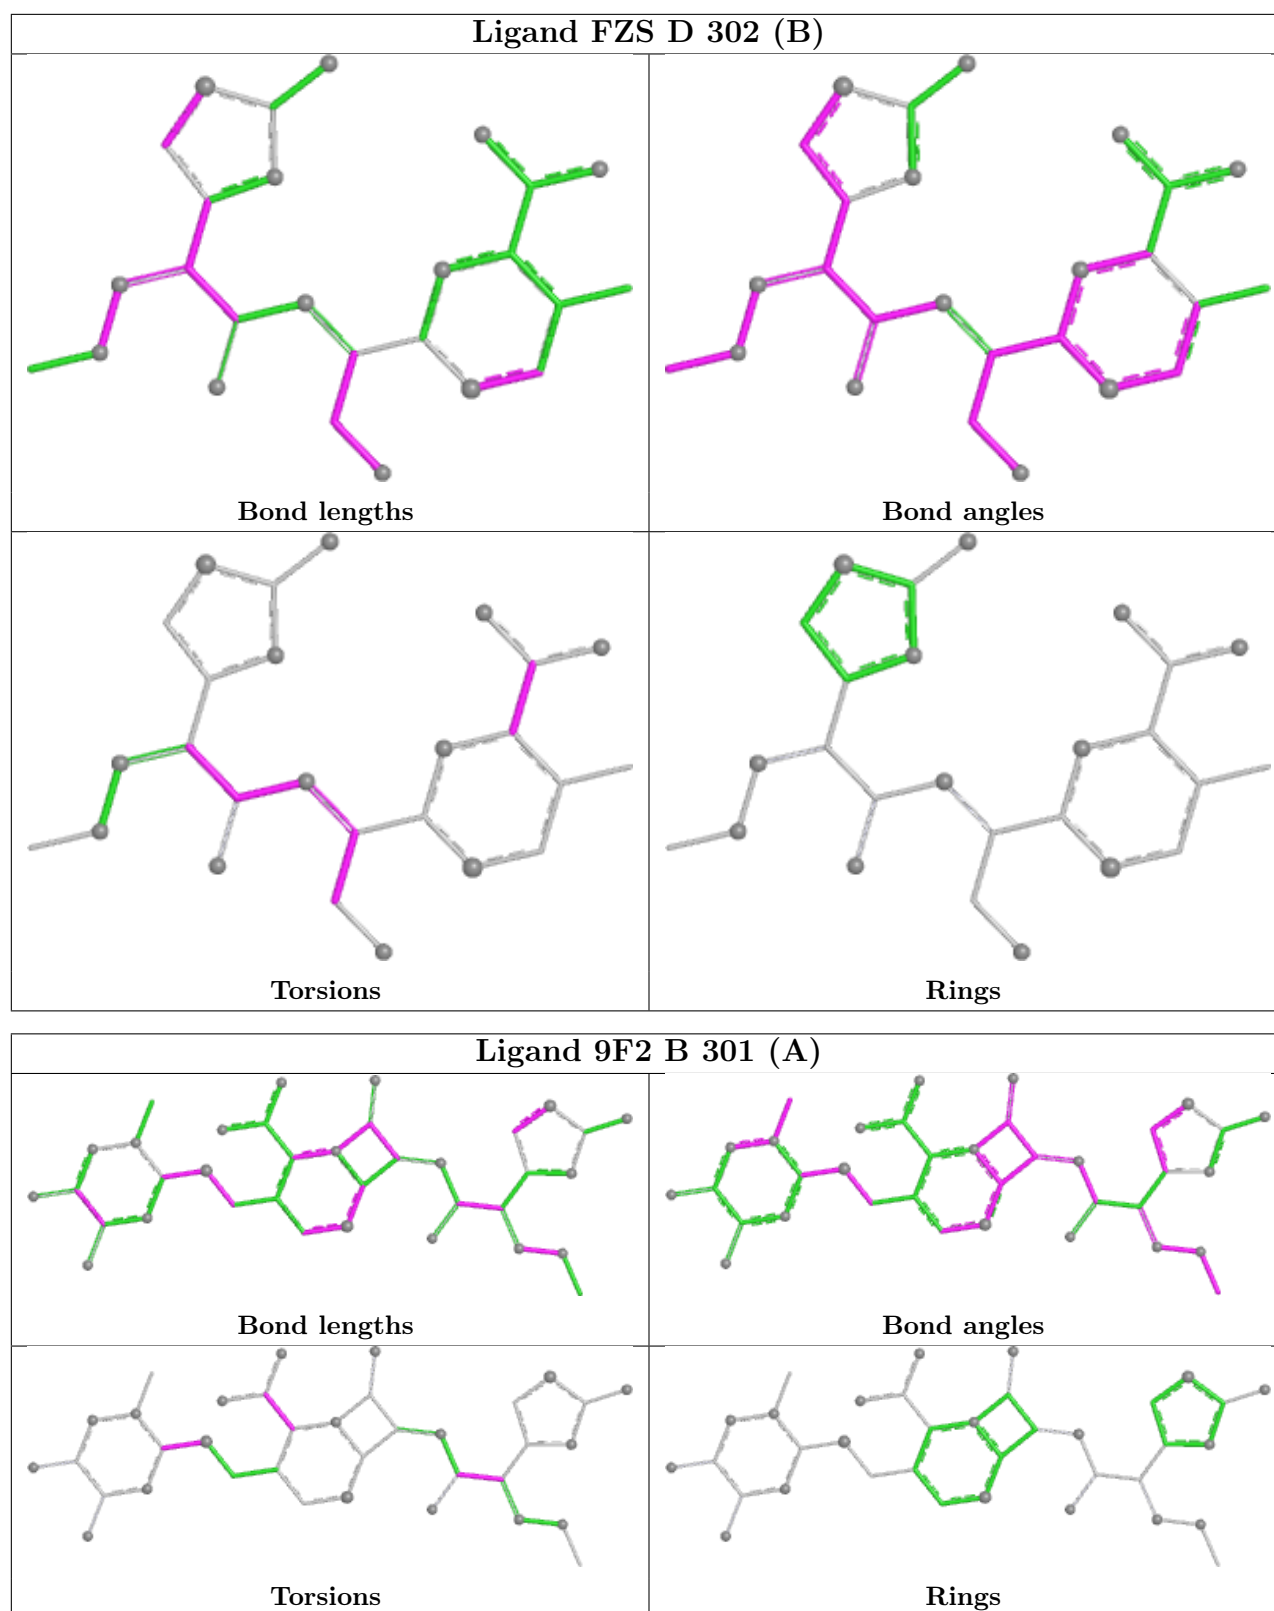 Ligand FZS D 302 (B)
Bond lengths
Bond angles
Torsions
Rings
Ligand 9F2 B 301 (A)
Bond lengths
Bond angles
Torsions
Rings